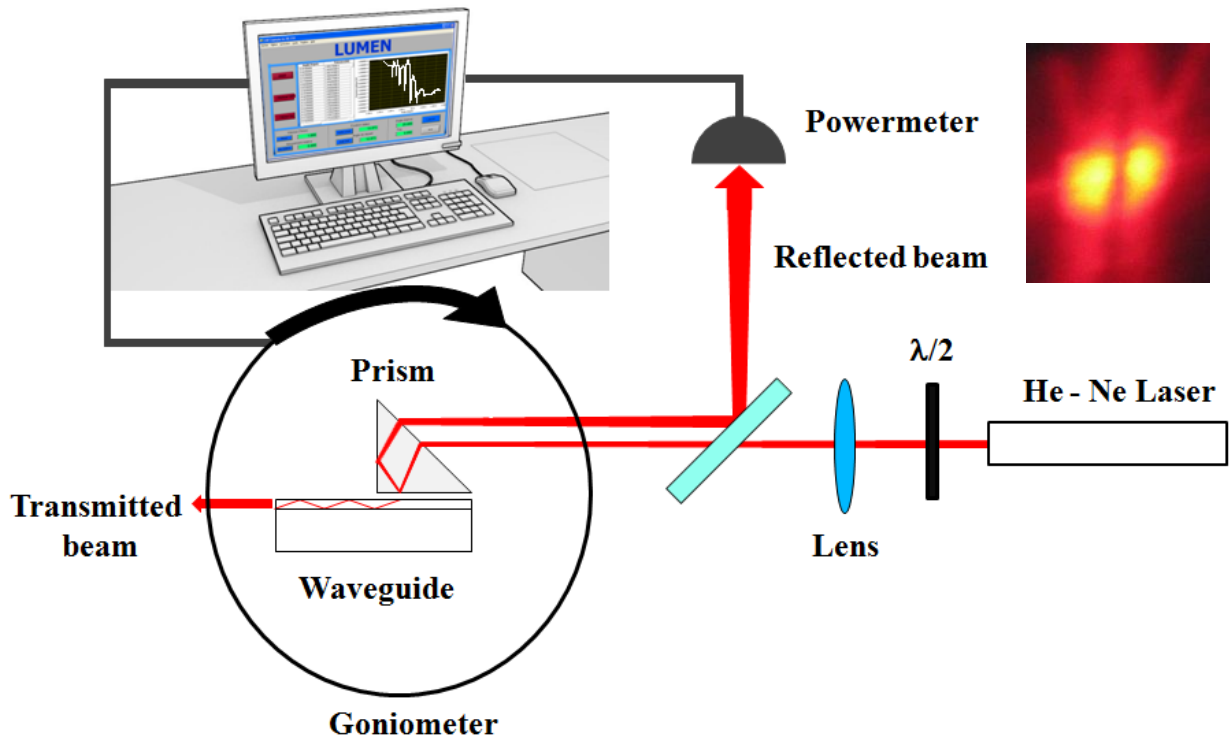 LUMEN
Powermeter
Reflected beam
λ/2
He - Ne Laser
Prism
Transmitted
beam
Lens
Waveguide
Goniometer